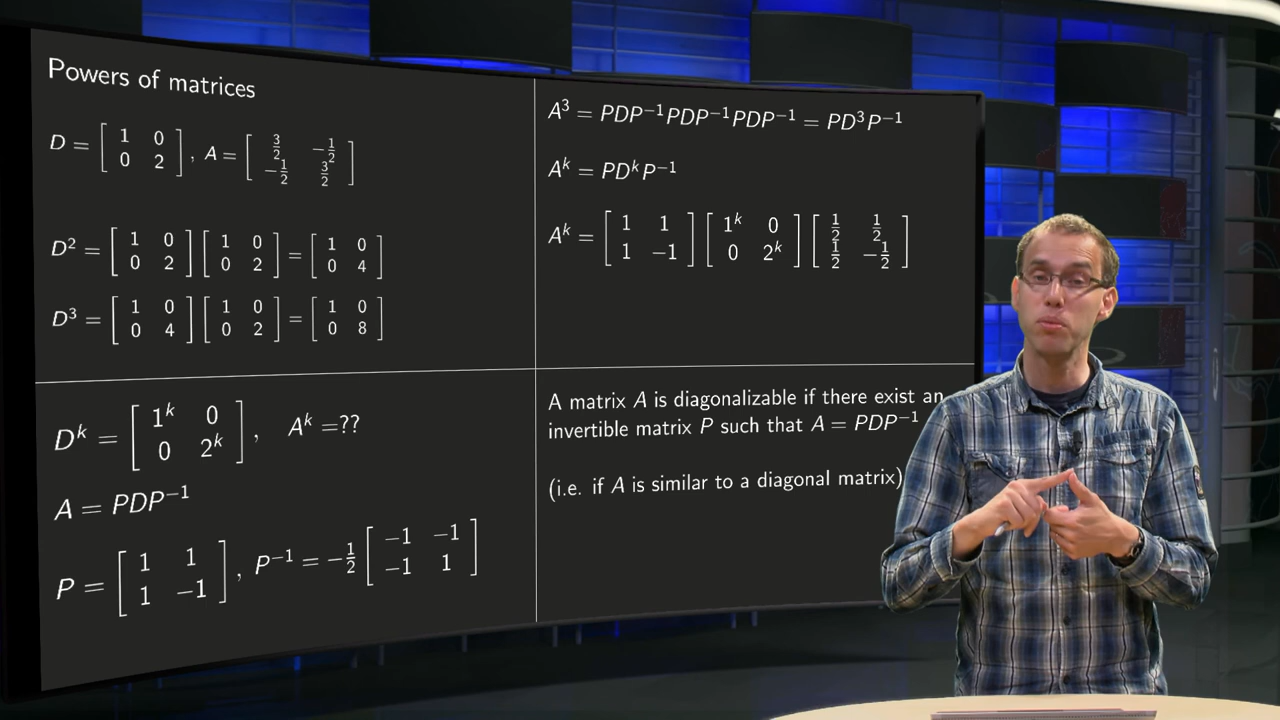 Powers of matrices
D = [ 1 0 ; 0 2 ], A = [ 3/2 −1/2 ; −1/2 3/2 ]
D² = [ 1 0 ; 0 2 ] [ 1 0 ; 0 2 ] = [ 1 0 ; 0 4 ]
D³ = [ 1 0 ; 0 4 ] [ 1 0 ; 0 2 ] = [ 1 0 ; 0 8 ]
Dᵏ = [ 1ᵏ 0 ; 0 2ᵏ ], Aᵏ =??
A = PDP⁻¹
P = [ 1 1 ; 1 −1 ], P⁻¹ = −1/2 [ −1 −1 ; −1 1 ]
A³ = PDP⁻¹PDP⁻¹PDP⁻¹ = PD³P⁻¹
Aᵏ = PDᵏP⁻¹
Aᵏ = [ 1 1 ; 1 −1 ] [ 1ᵏ 0 ; 0 2ᵏ ] [ 1/2 1/2 ; 1/2 −1/2 ]
A matrix A is diagonalizable if there exist an
invertible matrix P such that A = PDP⁻¹
(i.e. if A is similar to a diagonal matrix)